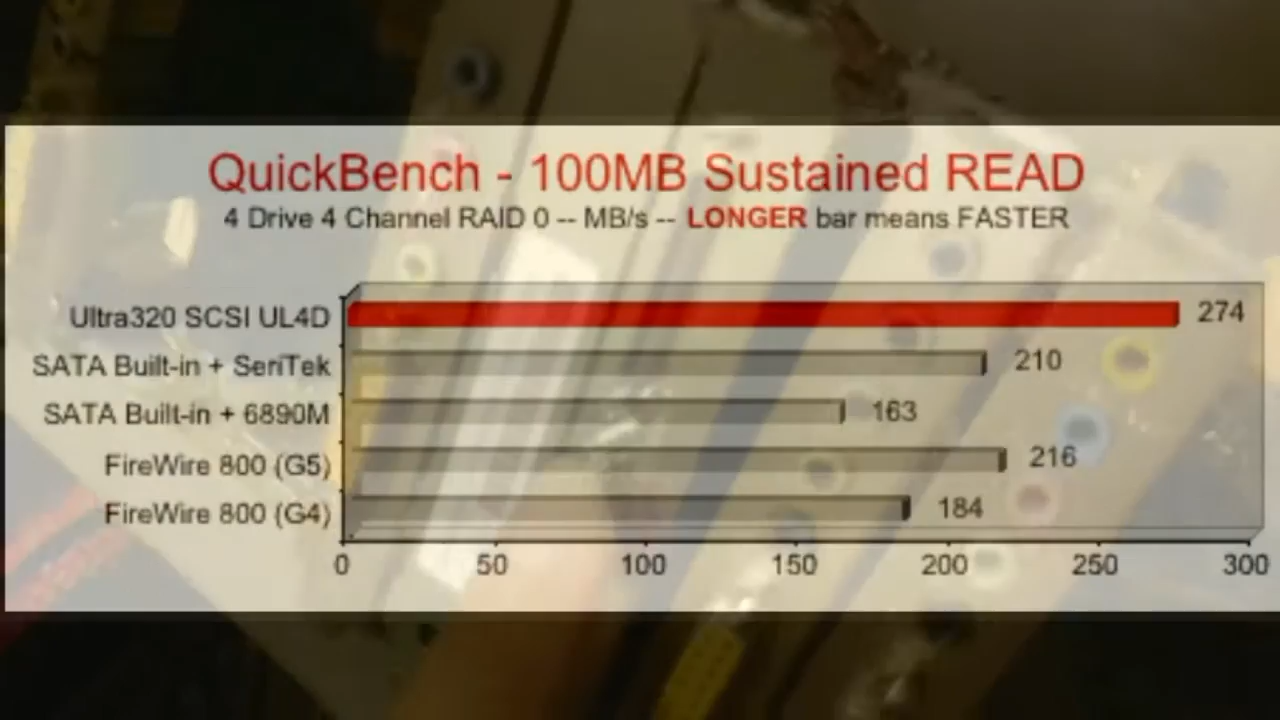 QuickBench - 100MB Sustained READ
4 Drive 4 Channel RAID 0 -- MB/s -- LONGER bar means FASTER
Ultra320 SCSI UL4D 274
SATA Built-in + SeriTek 210
SATA Built-in + 6890M 163
FireWire 800 (G5) 216
FireWire 800 (G4) 184
0 50 100 150 200 250 300